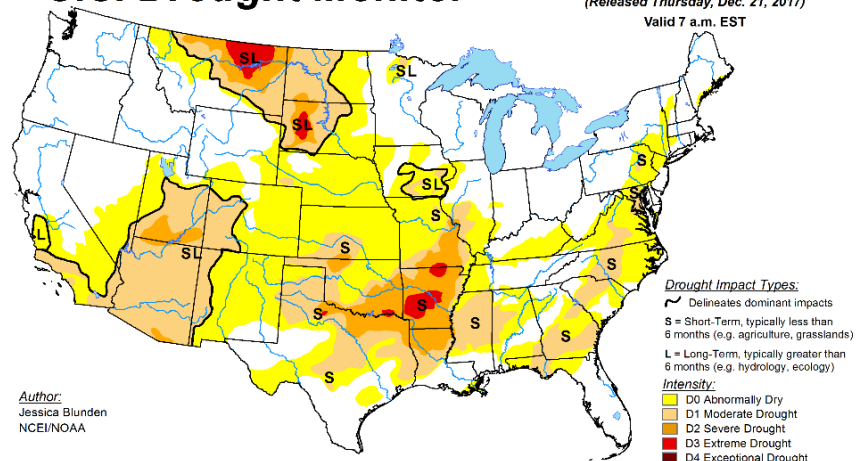 U.S. Drought Monitor
(Released Thursday, Dec. 21, 2017)
Valid 7 a.m. EST
SL
SL
SL
S
SL
S
S
L
S
SL
S
S
S
S
S
S
Drought Impact Types:
Delineates dominant impacts
S = Short-Term, typically less than
6 months (e.g. agriculture, grasslands)
L = Long-Term, typically greater than
6 months (e.g. hydrology, ecology)
Intensity:
D0 Abnormally Dry
D1 Moderate Drought
D2 Severe Drought
D3 Extreme Drought
D4 Exceptional Drought
Author:
Jessica Blunden
NCEI/NOAA